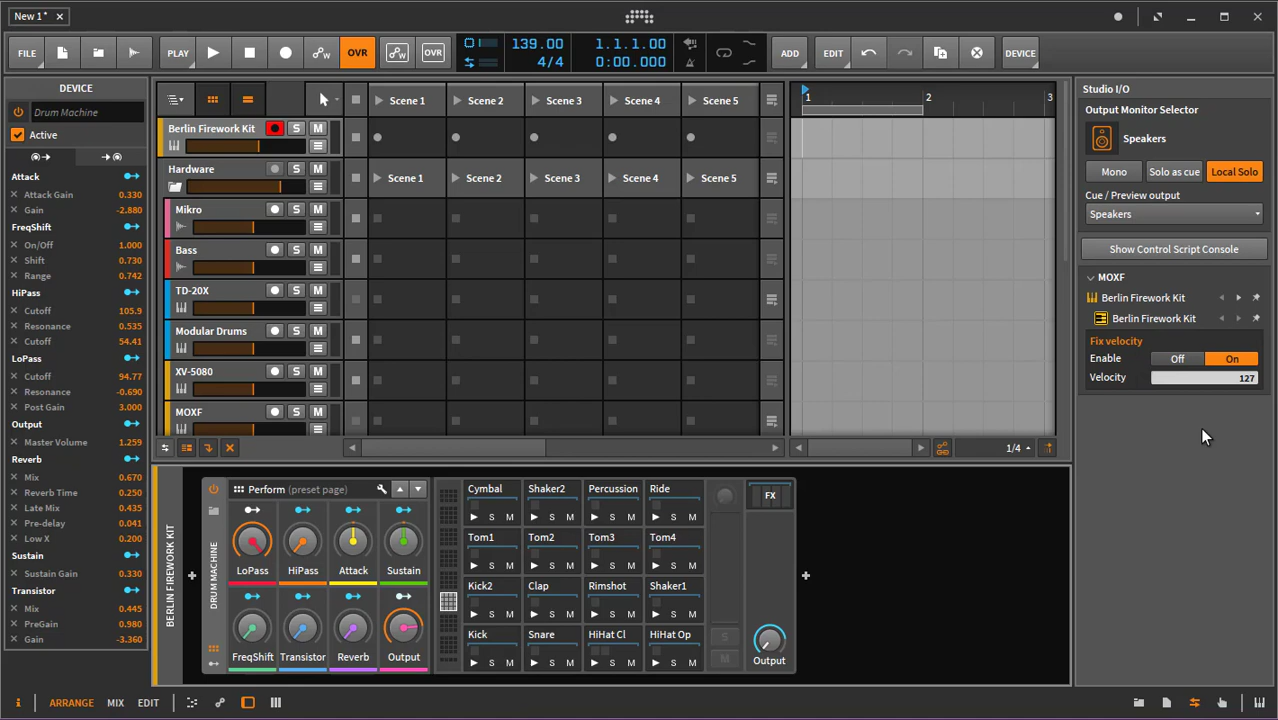 New 1 *
FILE
PLAY
OVR
OVR
139.00
4/4
1.1.1.00
0:00.000
ADD
EDIT
DEVICE
DEVICE
Drum Machine
Active
Attack
Attack Gain 0.330
Gain -2.880
FreqShift
On/Off 1.000
Shift 0.730
Range 0.742
HiPass
Cutoff 105.9
Resonance 0.535
Cutoff 54.41
LoPass
Cutoff 94.77
Resonance -0.690
Post Gain 3.000
Output
Master Volume 1.259
Reverb
Mix 0.670
Reverb Time 0.250
Late Mix 0.435
Pre-delay 0.041
Low X 0.200
Sustain
Sustain Gain 0.330
Transistor
Mix 0.445
PreGain 0.980
Gain -3.360
Scene 1 Scene 2 Scene 3 Scene 4 Scene 5
Berlin Firework Kit S M
Hardware S M
Scene 1 Scene 2 Scene 3 Scene 4 Scene 5
Mikro S M
Bass S M
TD-20X S M
Modular Drums S M
XV-5080 S M
MOXF S M
1 2 3
1/4
Studio I/O
Output Monitor Selector
Speakers
Mono Solo as cue Local Solo
Cue / Preview output
Speakers
Show Control Script Console
MOXF
Berlin Firework Kit
Berlin Firework Kit
Fix velocity
Enable Off On
Velocity 127
BERLIN FIREWORK KIT
DRUM MACHINE
Perform (preset page)
LoPass HiPass Attack Sustain
FreqShift Transistor Reverb Output
Cymbal Shaker2 Percussion Ride
S M S M S M S M
Tom1 Tom2 Tom3 Tom4
S M S M S M S M
Kick2 Clap Rimshot Shaker1
S M S M S M S M
Kick Snare HiHat Cl HiHat Op
S M S M S M S M
S
M
FX
Output
i ARRANGE MIX EDIT